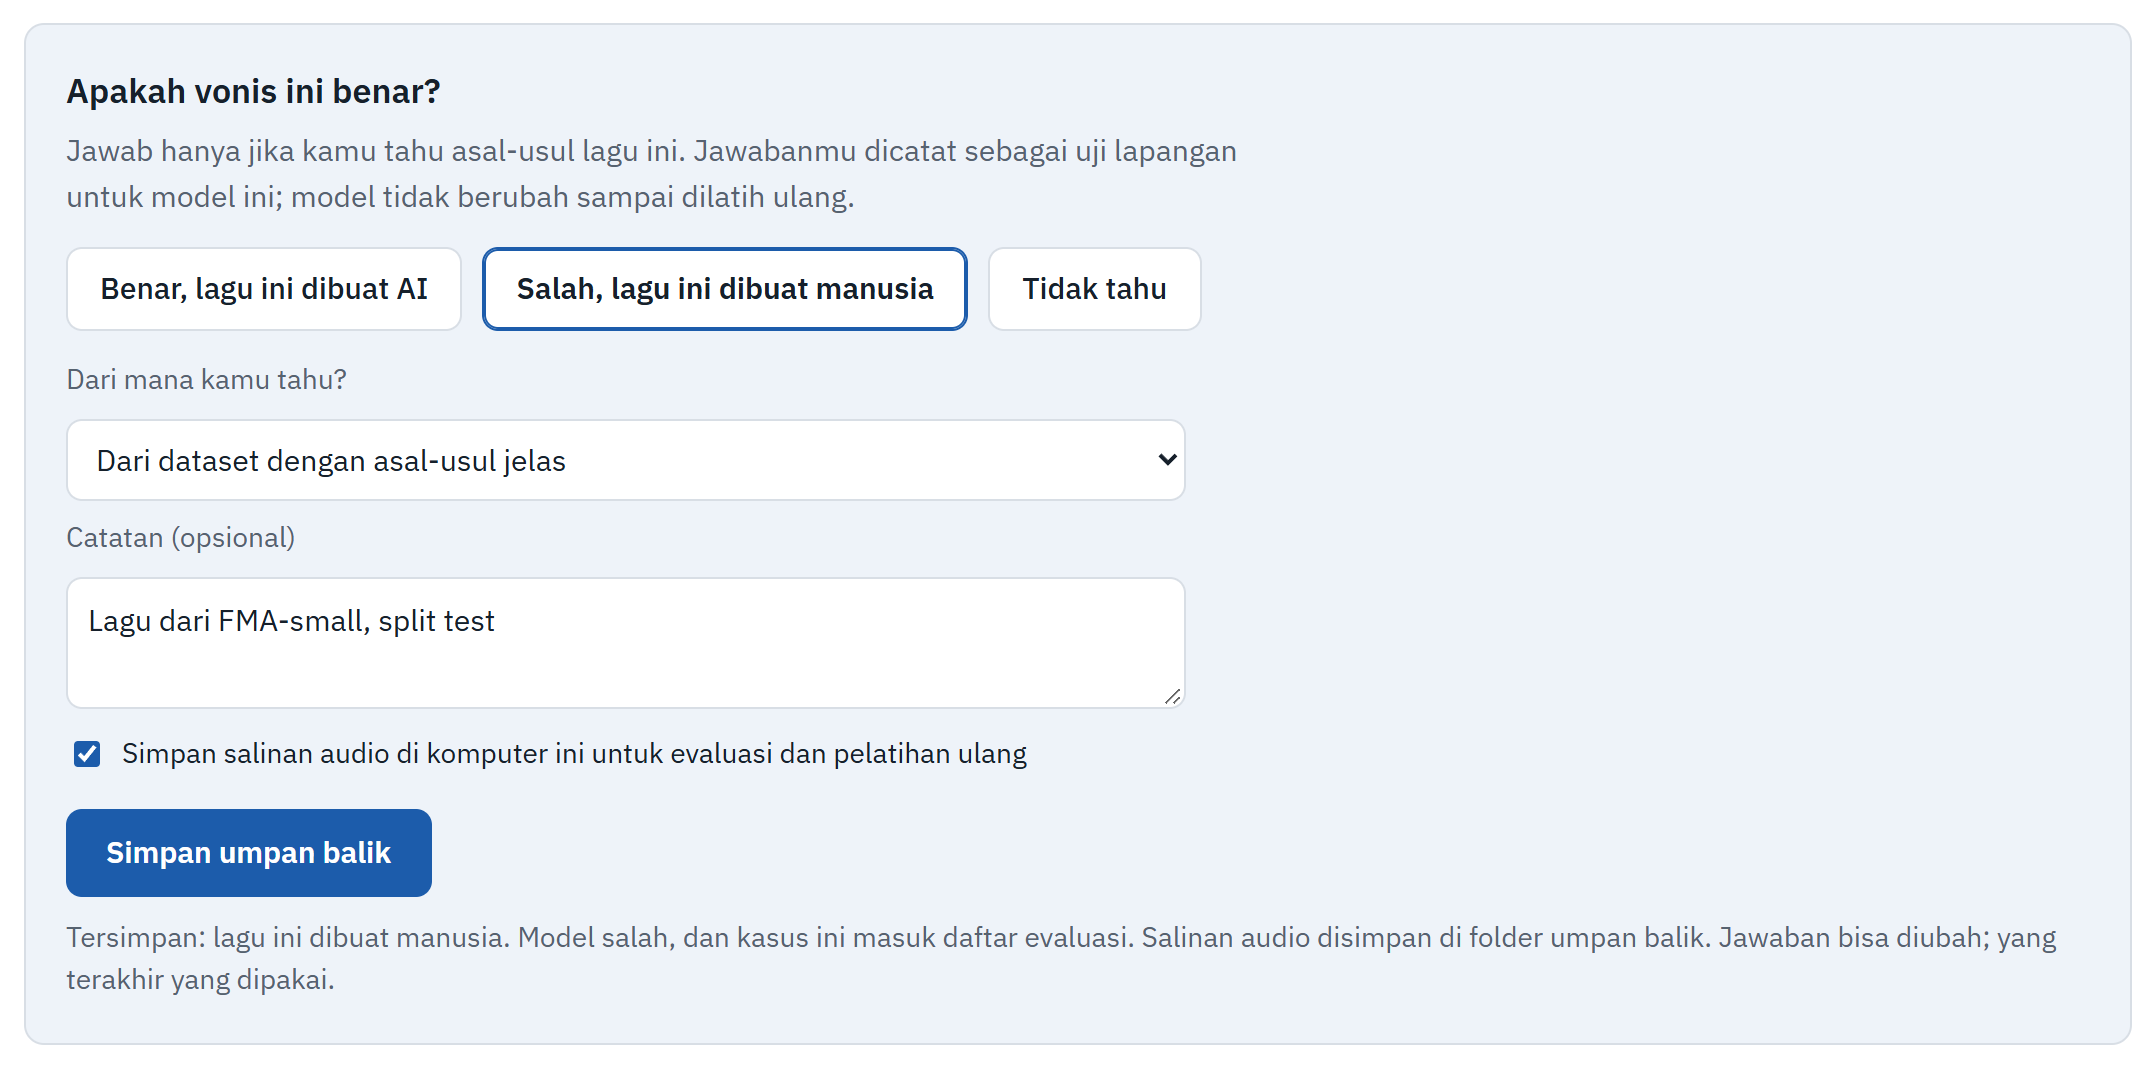 Apakah vonis ini benar?
Jawab hanya jika kamu tahu asal-usul lagu ini. Jawabanmu dicatat sebagai uji lapangan
untuk model ini; model tidak berubah sampai dilatih ulang.
Benar, lagu ini dibuat AI
Salah, lagu ini dibuat manusia
Tidak tahu
Dari mana kamu tahu?
Dari dataset dengan asal-usul jelas
Catatan (opsional)
Lagu dari FMA-small, split test
Simpan salinan audio di komputer ini untuk evaluasi dan pelatihan ulang
Simpan umpan balik
Tersimpan: lagu ini dibuat manusia. Model salah, dan kasus ini masuk daftar evaluasi. Salinan audio disimpan di folder umpan balik. Jawaban bisa diubah; yang
terakhir yang dipakai.